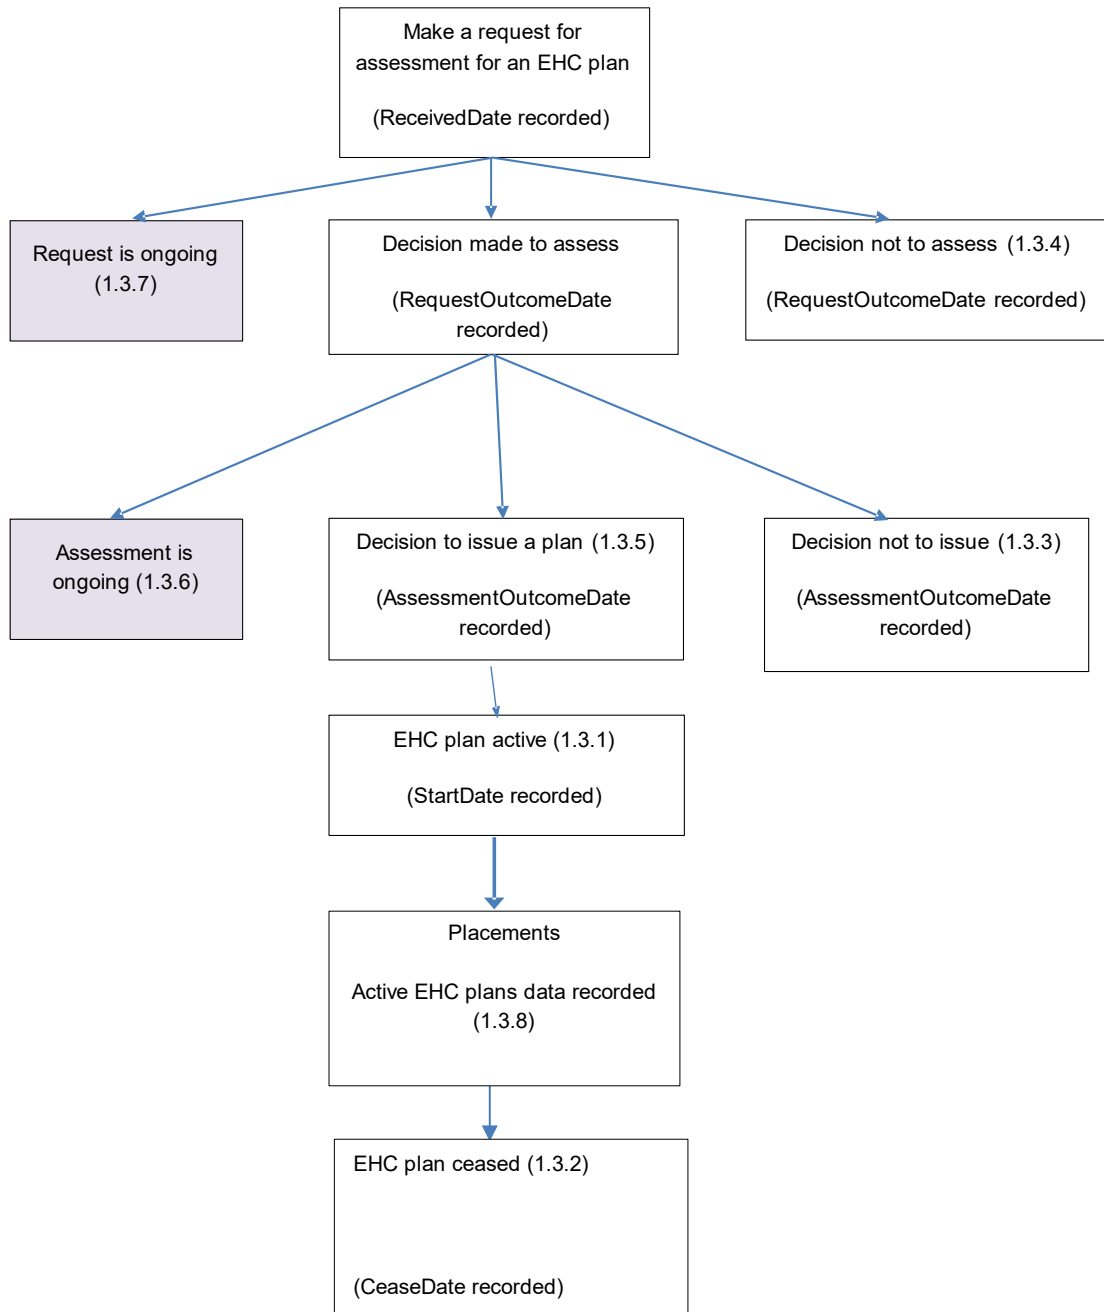 Make a request for
assessment for an EHC plan
(ReceivedDate recorded)
Request is ongoing
(1.3.7)
Decision made to assess
(RequestOutcomeDate
recorded)
Decision not to assess (1.3.4)
(RequestOutcomeDate recorded)
Assessment is
ongoing (1.3.6)
Decision to issue a plan (1.3.5)
(AssessmentOutcomeDate
recorded)
Decision not to issue (1.3.3)
(AssessmentOutcomeDate
recorded)
EHC plan active (1.3.1)
(StartDate recorded)
Placements
Active EHC plans data recorded
(1.3.8)
EHC plan ceased (1.3.2)
(CeaseDate recorded)